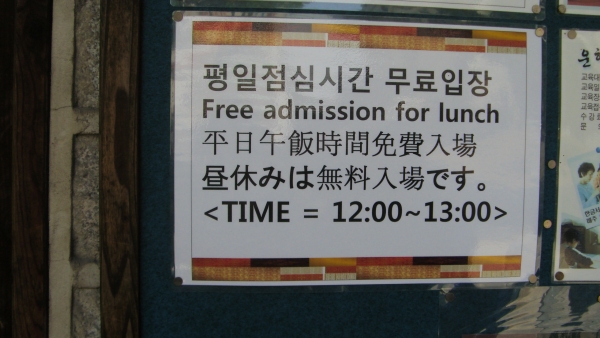 평일점심시간 무료입장
Free admission for lunch
平日午飯時間免費入場
昼休みは無料入場です。
<TIME = 12:00~13:00>